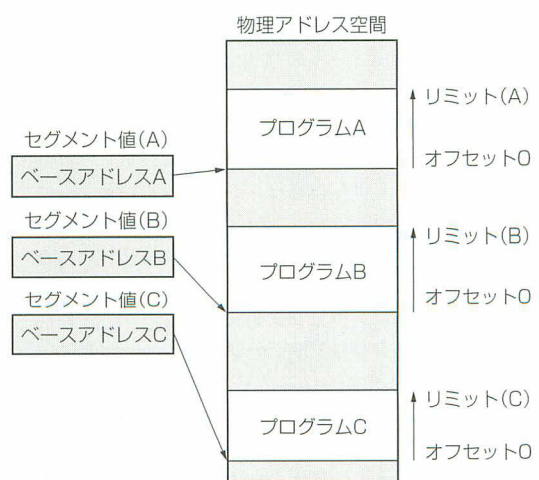 物理アドレス空間
リミット(A)
プログラムA
オフセット0
セグメント値(A)
ベースアドレスA
セグメント値(B)
ベースアドレスB
リミット(B)
プログラムB
オフセット0
セグメント値(C)
ベースアドレスC
リミット(C)
プログラムC
オフセット0